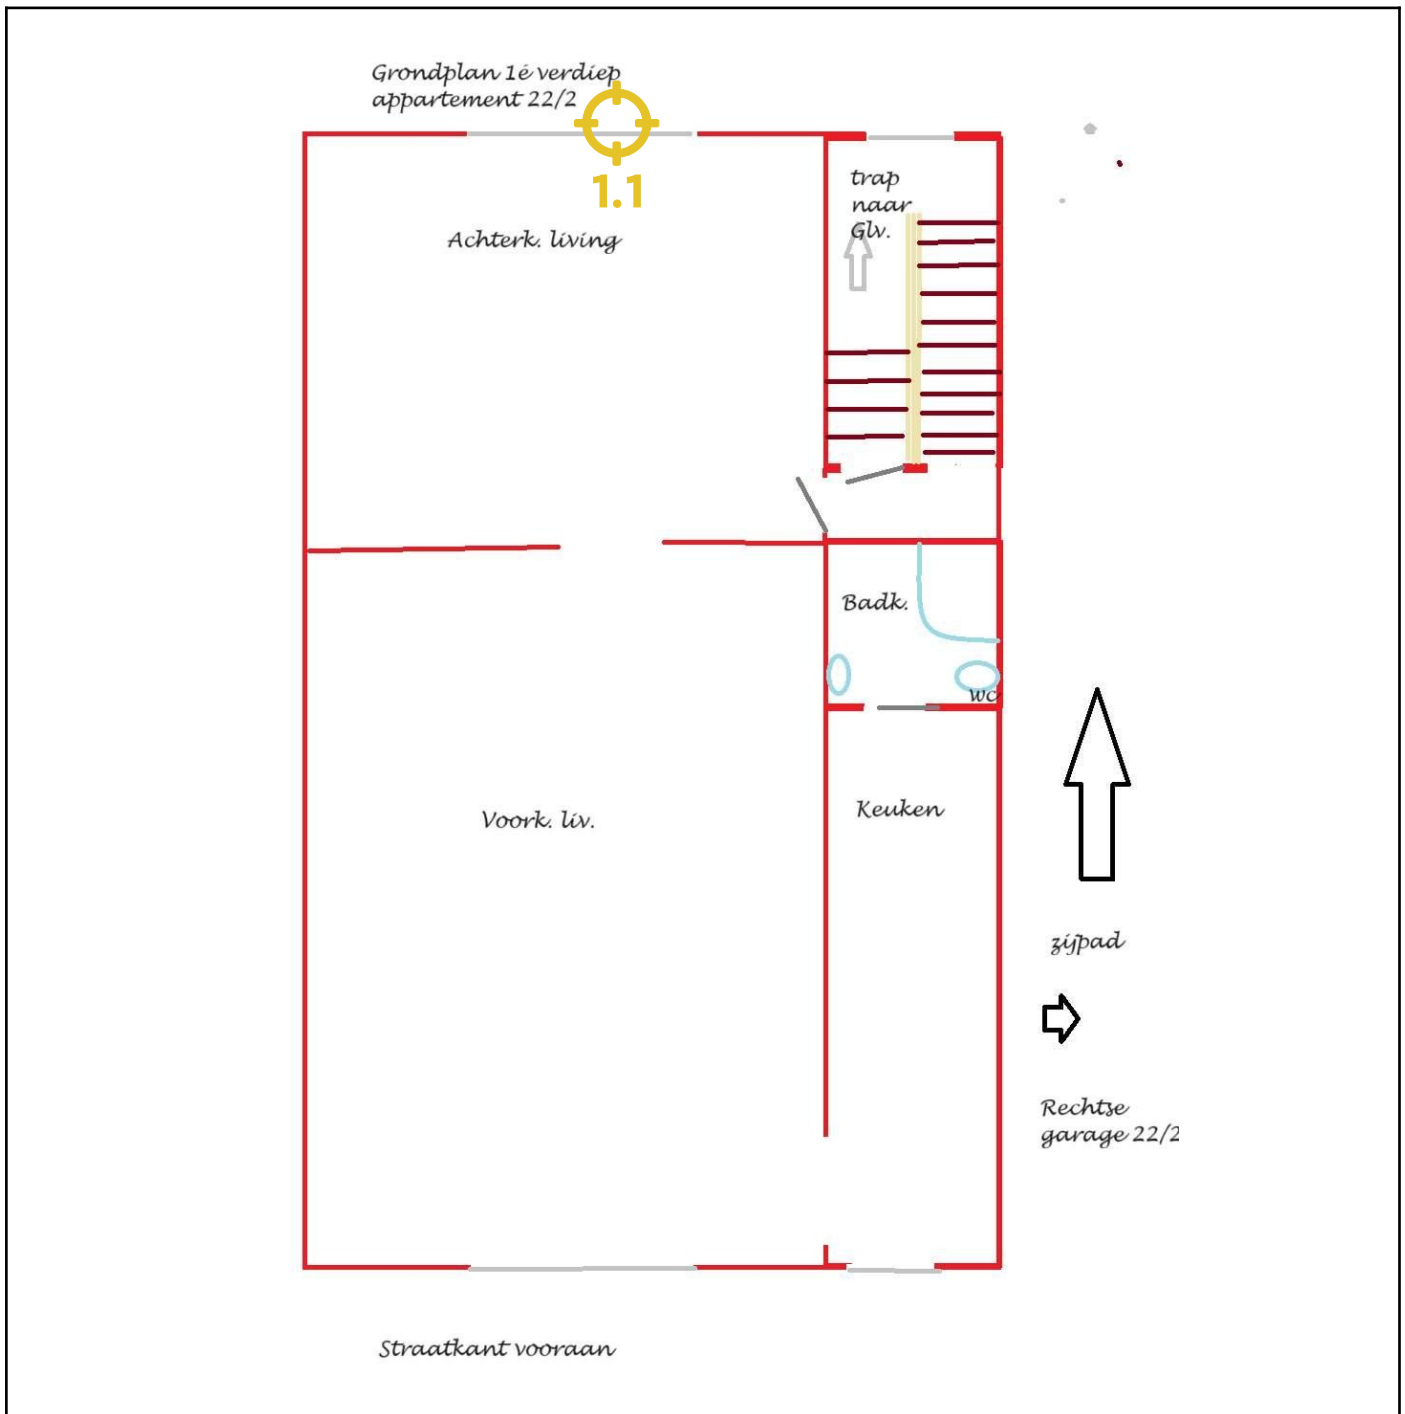 Grondplan 1é verdiep
appartement 22/2
1.1
trap
naar
Glv.
Achterk. living
Badk.
wc
Voork. liv.
Keuken
zijpad
Rechtse
garage 22/2
Straatkant vooraan